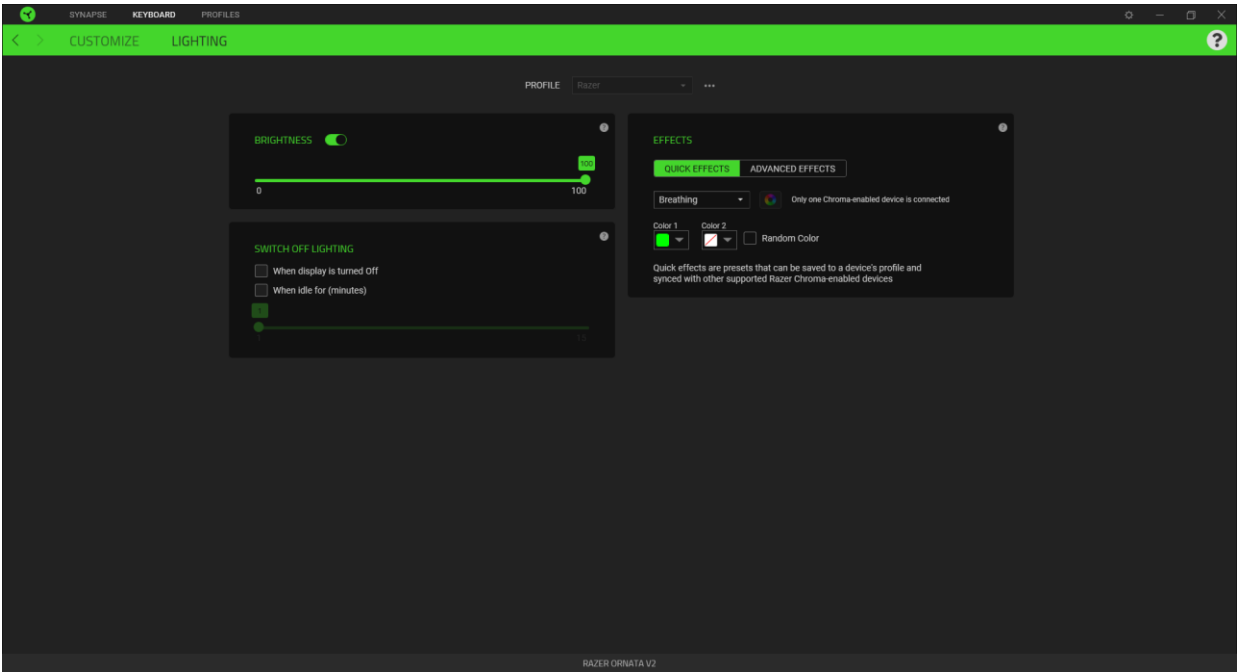 SYNAPSE KEYBOARD PROFILES
CUSTOMIZE LIGHTING ?
PROFILE Razer
BRIGHTNESS ?
100
0 100
SWITCH OFF LIGHTING ?
When display is turned Off
When idle for (minutes)
1
1 15
EFFECTS ?
QUICK EFFECTS ADVANCED EFFECTS
Breathing Only one Chroma-enabled device is connected
Color 1 Color 2
Random Color
Quick effects are presets that can be saved to a device's profile and
synced with other supported Razer Chroma-enabled devices
RAZER ORNATA V2